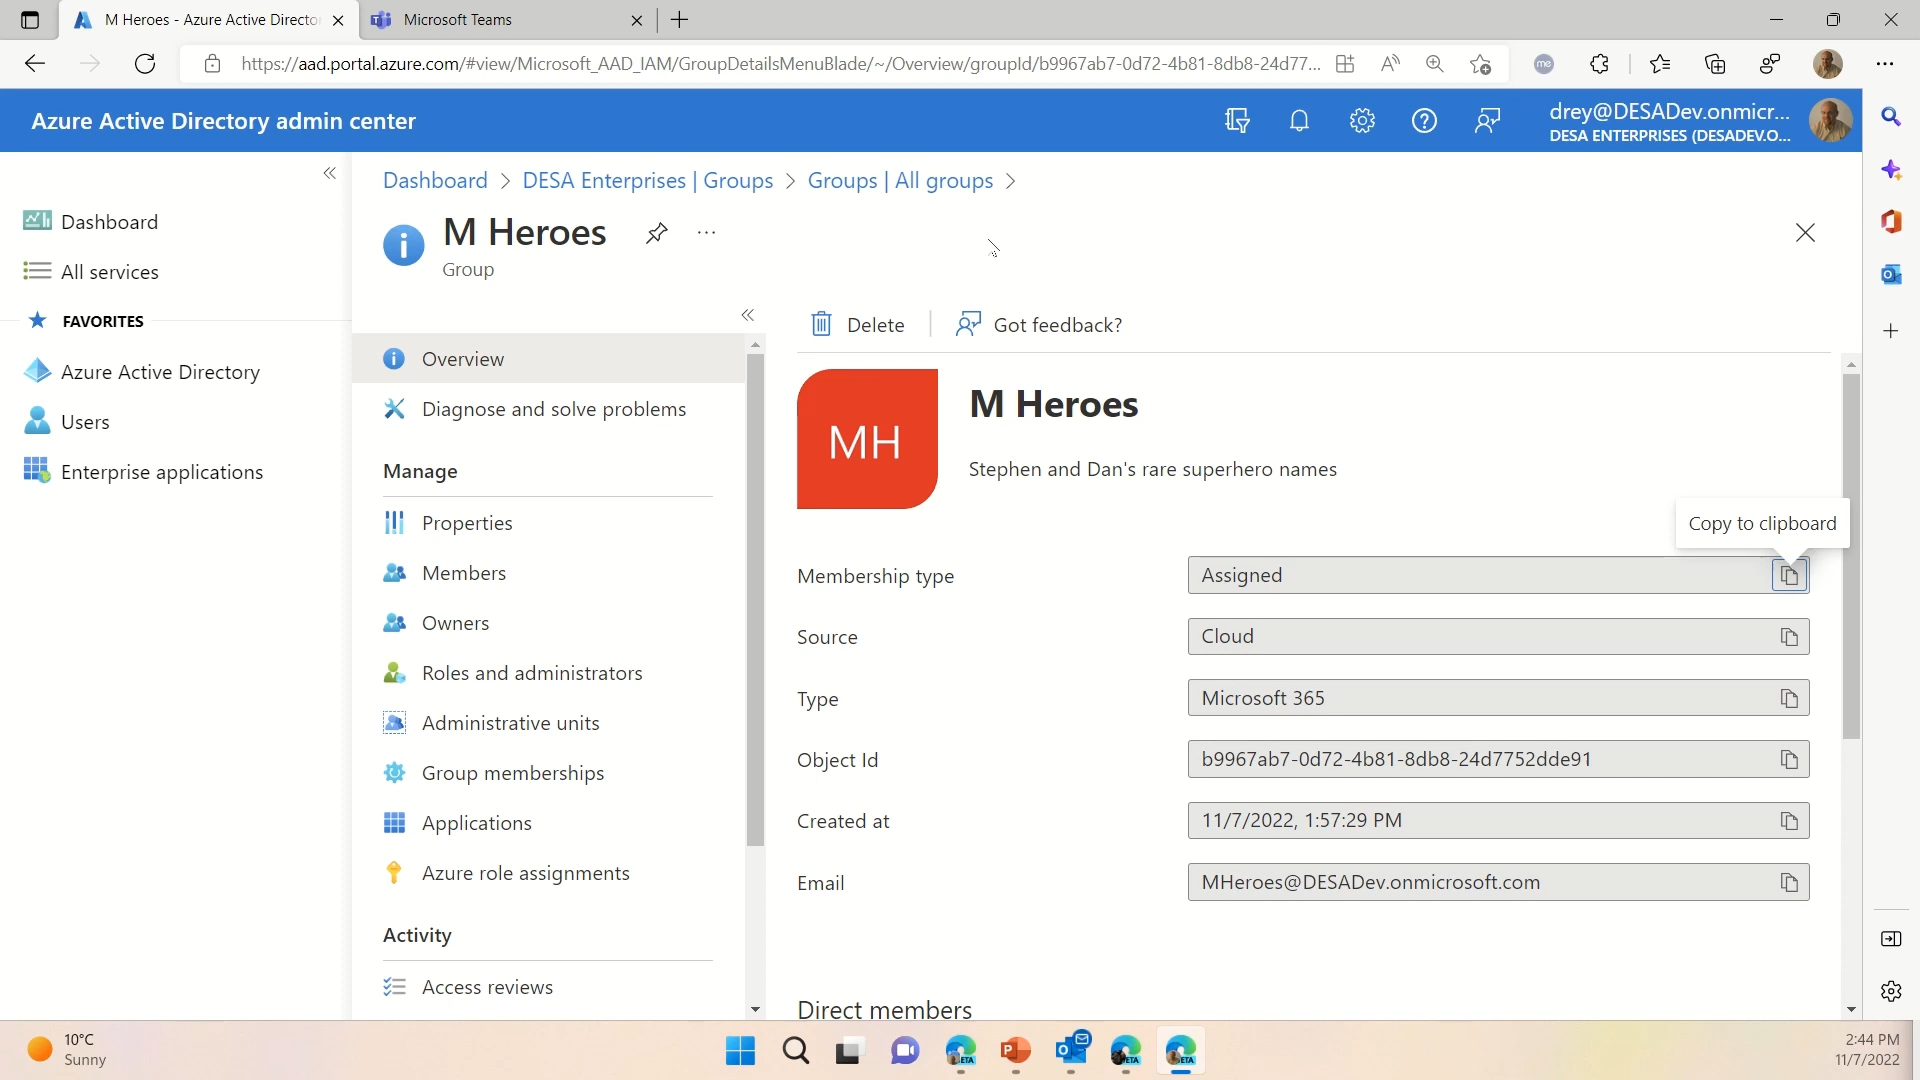 M Heroes - Azure Active Directo
Microsoft Teams
https://aad.portal.azure.com/#view/Microsoft_AAD_IAM/GroupDetailsMenuBlade/~/Overview/groupId/b9967ab7-0d72-4b81-8db8-24d77...
me
Azure Active Directory admin center
drey@DESADev.onmicr...
DESA ENTERPRISES (DESADEV.O...
Dashboard > DESA Enterprises | Groups > Groups | All groups >
Dashboard
All services
FAVORITES
Azure Active Directory
Users
Enterprise applications
M Heroes
Group
Overview
Diagnose and solve problems
Manage
Properties
Members
Owners
Roles and administrators
Administrative units
Group memberships
Applications
Azure role assignments
Activity
Access reviews
Delete
Got feedback?
MH
M Heroes
Stephen and Dan's rare superhero names
Copy to clipboard
Membership type
Assigned
Source
Cloud
Type
Microsoft 365
Object Id
b9967ab7-0d72-4b81-8db8-24d7752dde91
Created at
11/7/2022, 1:57:29 PM
Email
MHeroes@DESADev.onmicrosoft.com
Direct members
10°C
Sunny
BETA
BETA
BETA
2:44 PM
11/7/2022